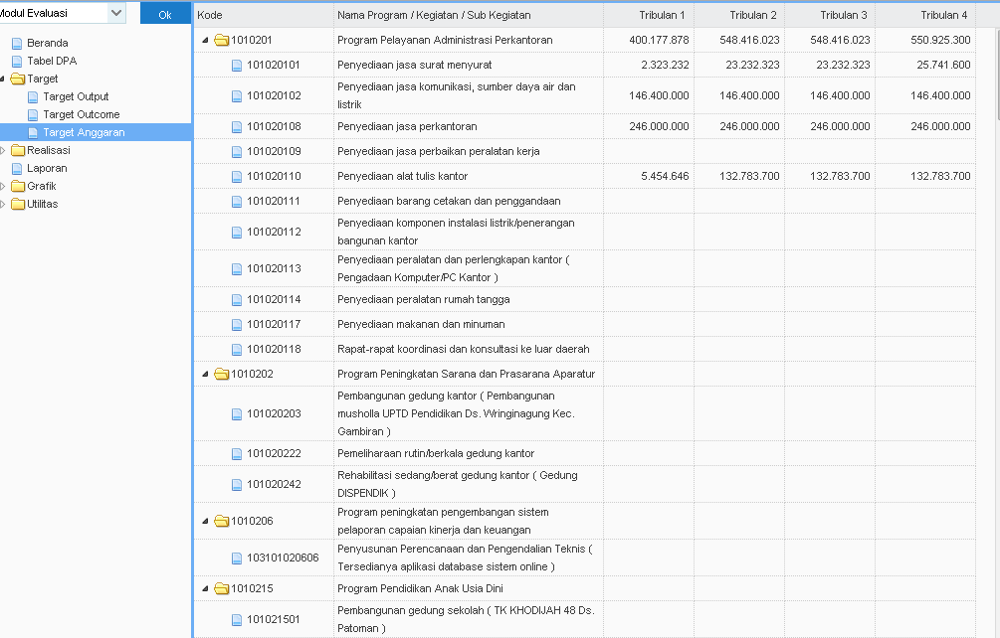 Modul Evaluasi
Ok
Beranda
Tabel DPA
Target
Target Output
Target Outcome
Target Anggaran
Realisasi
Laporan
Grafik
Utilitas
Kode Nama Program / Kegiatan / Sub Kegiatan Tribulan 1 Tribulan 2 Tribulan 3 Tribulan 4
1010201 Program Pelayanan Administrasi Perkantoran 400.177.878 548.416.023 548.416.023 550.925.300
101020101 Penyediaan jasa surat menyurat 2.323.232 23.232.323 23.232.323 25.741.600
101020102 Penyediaan jasa komunikasi, sumber daya air dan
listrik 146.400.000 146.400.000 146.400.000 146.400.000
101020108 Penyediaan jasa perkantoran 246.000.000 246.000.000 246.000.000 246.000.000
101020109 Penyediaan jasa perbaikan peralatan kerja
101020110 Penyediaan alat tulis kantor 5.454.646 132.783.700 132.783.700 132.783.700
101020111 Penyediaan barang cetakan dan penggandaan
101020112 Penyediaan komponen instalasi listrik/penerangan
bangunan kantor
101020113 Penyediaan peralatan dan perlengkapan kantor (
Pengadaan Komputer/PC Kantor )
101020114 Penyediaan peralatan rumah tangga
101020117 Penyediaan makanan dan minuman
101020118 Rapat-rapat koordinasi dan konsultasi ke luar daerah
1010202 Program Peningkatan Sarana dan Prasarana Aparatur
101020203 Pembangunan gedung kantor ( Pembangunan
musholla UPTD Pendidikan Ds. Wringinagung Kec.
Gambiran )
101020222 Pemeliharaan rutin/berkala gedung kantor
101020242 Rehabilitasi sedang/berat gedung kantor ( Gedung
DISPENDIK )
1010206 Program peningkatan pengembangan sistem
pelaporan capaian kinerja dan keuangan
103101020606 Penyusunan Perencanaan dan Pengendalian Teknis (
Tersedianya aplikasi database sistem online )
1010215 Program Pendidikan Anak Usia Dini
101021501 Pembangunan gedung sekolah ( TK KHODIJAH 48 Ds.
Patoman )